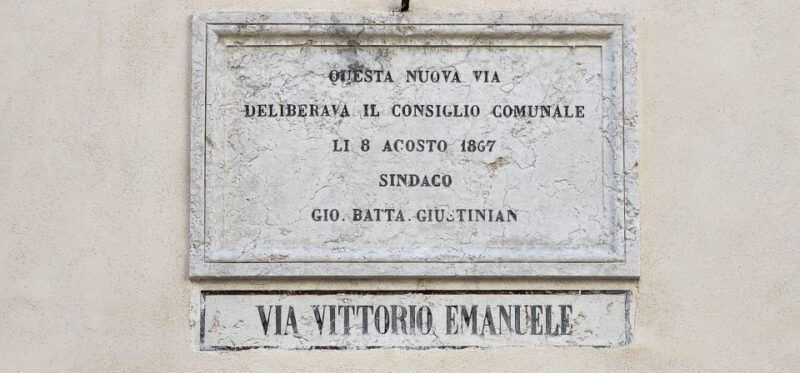 QUESTA NUOVA VIA
DELIBERAVA IL CONSIGLIO COMUNALE
LI 8 AGOSTO 1867
SINDACO
GIO. BATTA. GIUSTINIAN
VIA VITTORIO EMANUELE